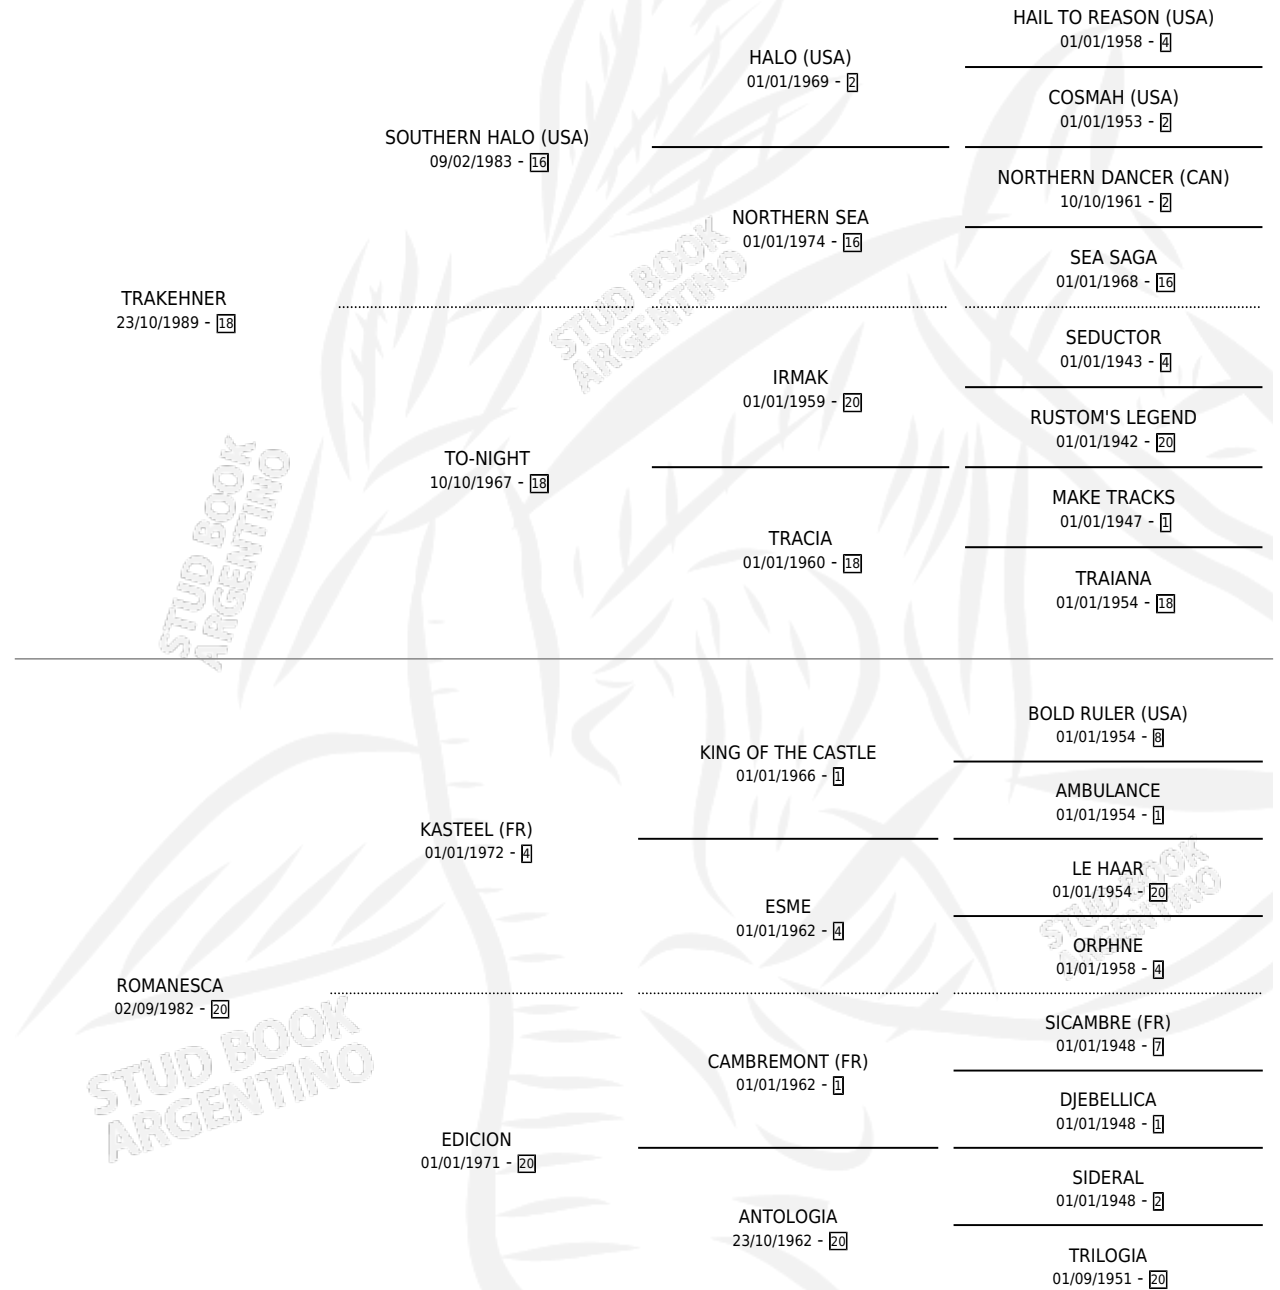 HAIL TO REASON (USA)
01/01/1958 - 4
HALO (USA)
01/01/1969 - 2
COSMAH (USA)
01/01/1953 - 2
SOUTHERN HALO (USA)
09/02/1983 - 16
NORTHERN DANCER (CAN)
10/10/1961 - 2
NORTHERN SEA
01/01/1974 - 16
SEA SAGA
01/01/1968 - 16
TRAKEHNER
23/10/1989 - 18
SEDUCTOR
01/01/1943 - 4
IRMAK
01/01/1959 - 20
RUSTOM'S LEGEND
01/01/1942 - 20
TO-NIGHT
10/10/1967 - 18
MAKE TRACKS
01/01/1947 - 1
TRACIA
01/01/1960 - 18
TRAIANA
01/01/1954 - 18
BOLD RULER (USA)
01/01/1954 - 8
KING OF THE CASTLE
01/01/1966 - 1
AMBULANCE
01/01/1954 - 1
KASTEEL (FR)
01/01/1972 - 4
LE HAAR
01/01/1954 - 20
ESME
01/01/1962 - 4
ORPHNE
01/01/1958 - 4
ROMANESCA
02/09/1982 - 20
SICAMBRE (FR)
01/01/1948 - 7
CAMBREMONT (FR)
01/01/1962 - 1
DJEBELLICA
01/01/1948 - 1
EDICION
01/01/1971 - 20
SIDERAL
01/01/1948 - 2
ANTOLOGIA
23/10/1962 - 20
TRILOGIA
01/09/1951 - 20
STUD BOOK
ARGENTINO
STUD BOOK
ARGENTINO
STUD BOOK
ARGENTINO
STUD BOOK
ARGENTINO